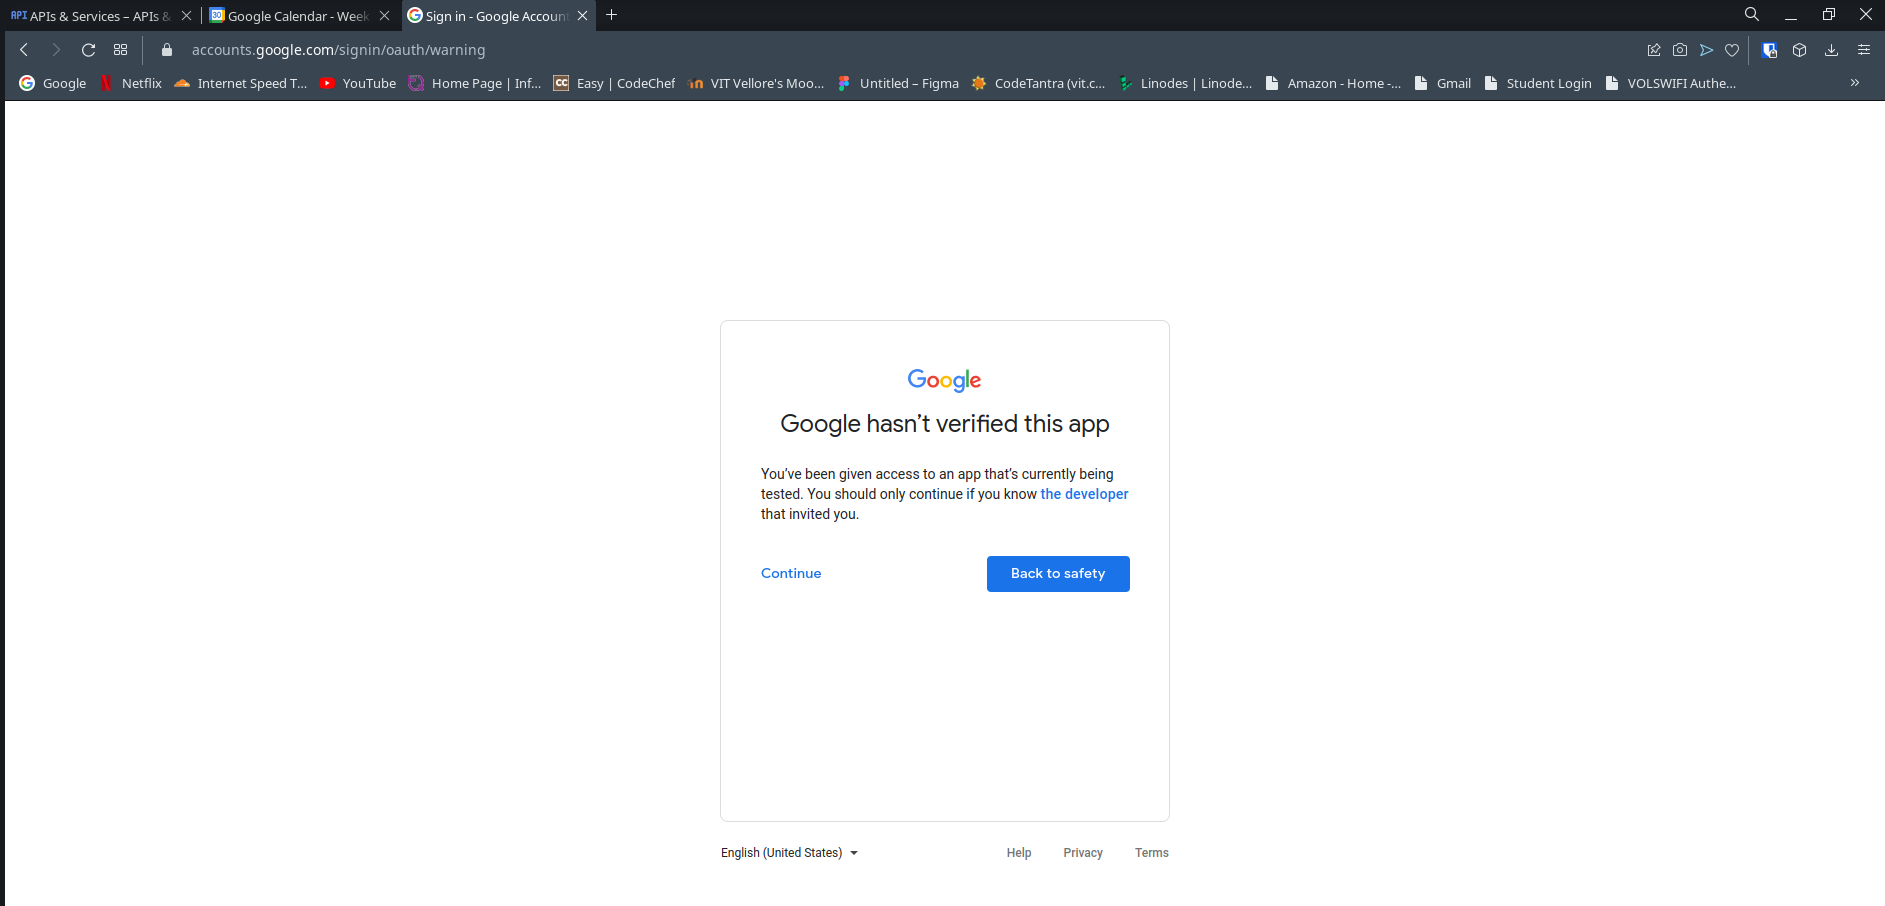 API APIs & Services – APIs &
30 Google Calendar - Week
Sign in - Google Account
accounts.google.com/signin/oauth/warning
Google
Netflix
Internet Speed T...
YouTube
Home Page | Inf...
CC Easy | CodeChef
VIT Vellore's Moo...
Untitled – Figma
CodeTantra (vit.c...
Linodes | Linode...
Amazon - Home -...
Gmail
Student Login
VOLSWIFI Authe...
Google
Google hasn't verified this app
You've been given access to an app that's currently being
tested. You should only continue if you know the developer
that invited you.
Continue
Back to safety
English (United States)
Help
Privacy
Terms